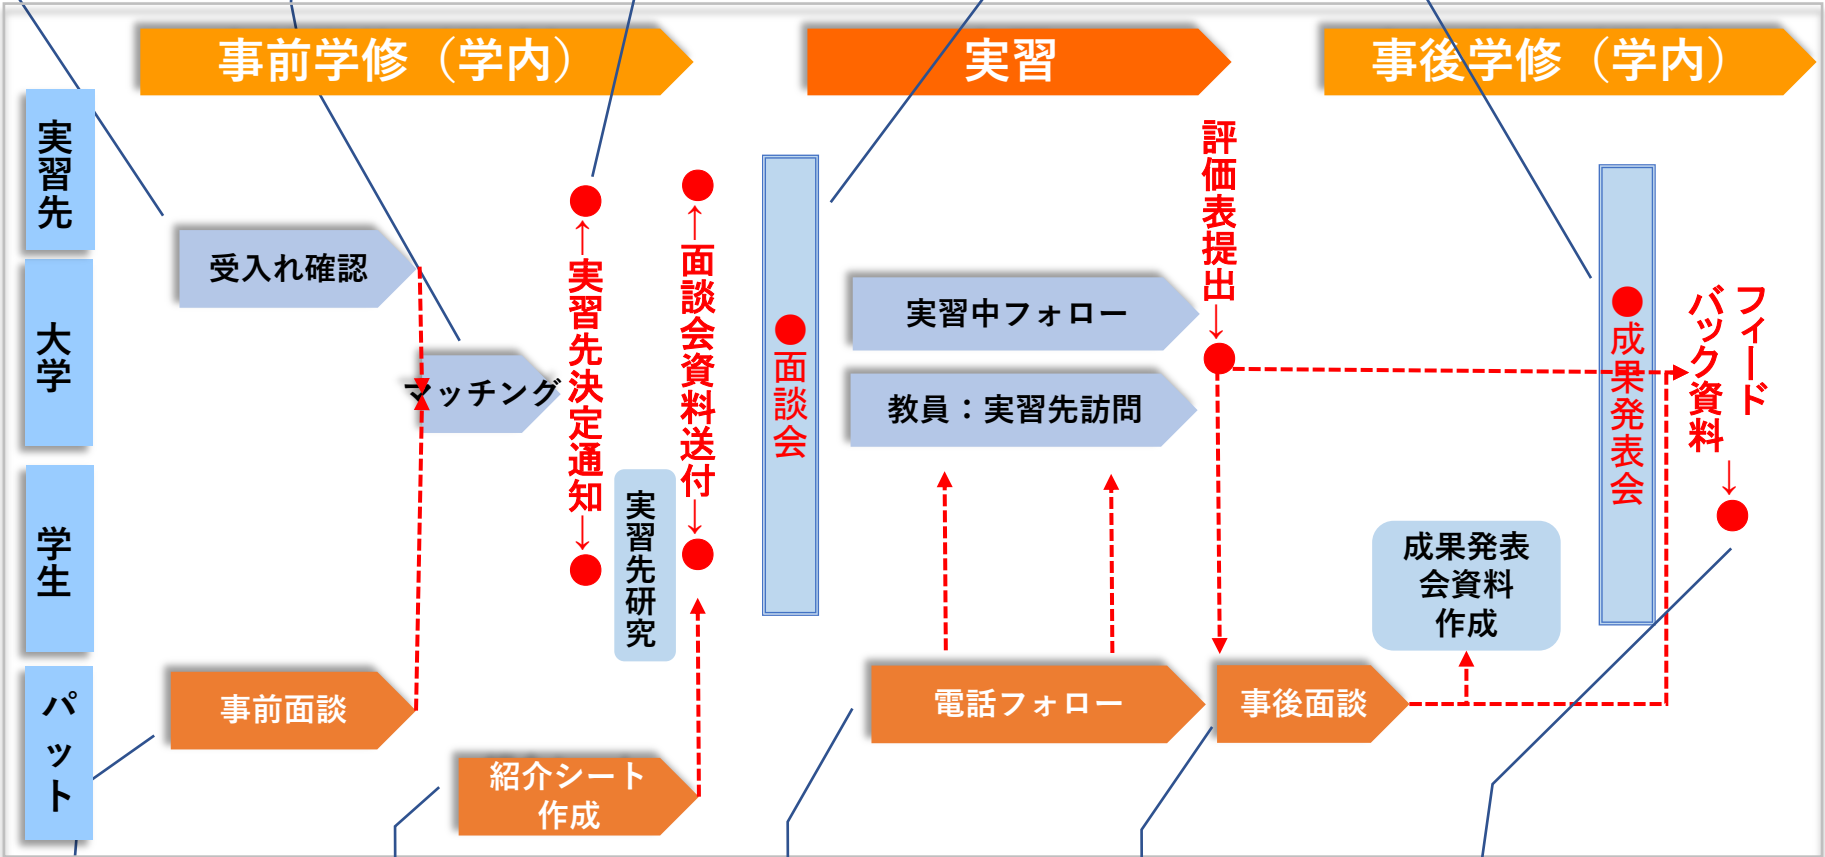 事前学修（学内）
実習
事後学修（学内）
実習先
大学
学生
パット
受入れ確認
マッチング
事前面談
紹介シート
作成
←実習先決定通知→
実習先研究
←面談会資料送付→
●面談会
実習中フォロー
教員：実習先訪問
電話フォロー
評価表提出→
事後面談
成果発表
会資料
作成
●成果発表会
フィード
バック資料→